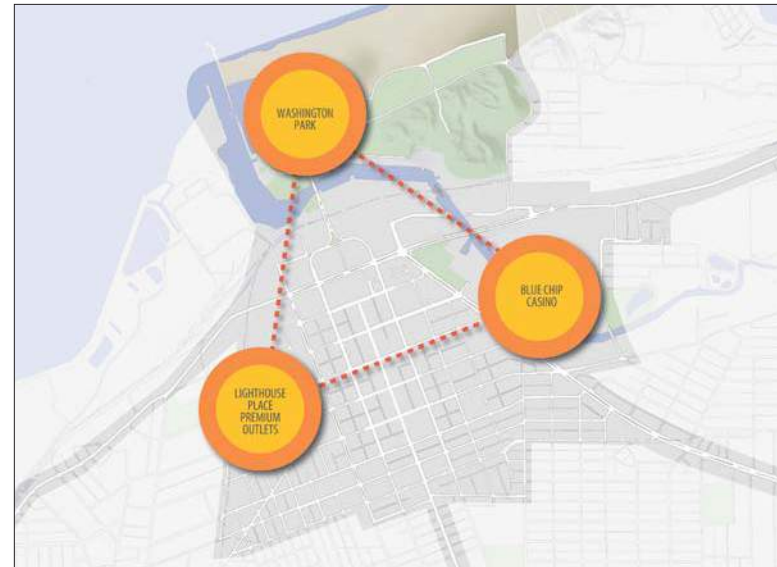 WASHINGTON
PARK
BLUE CHIP
CASINO
LIGHTHOUSE
PLACE
PREMIUM
OUTLETS